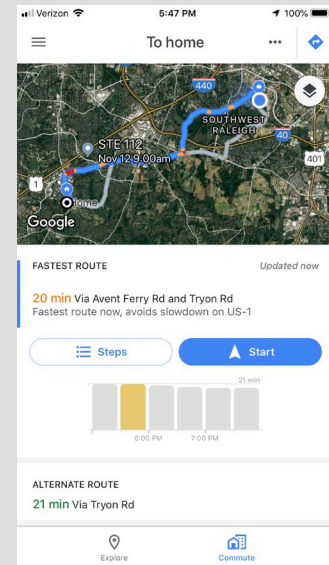 Verizon 5:47 PM 100%
To home
440
SOUTHWEST
RALEIGH
40
STE 112
Nov 12 9:00am
401
1
Home
Google
FASTEST ROUTE Updated now
20 min Via Avent Ferry Rd and Tryon Rd
Fastest route now, avoids slowdown on US-1
Steps Start
21 min
6:00 PM 7:00 PM
ALTERNATE ROUTE
21 min Via Tryon Rd
Explore Commute